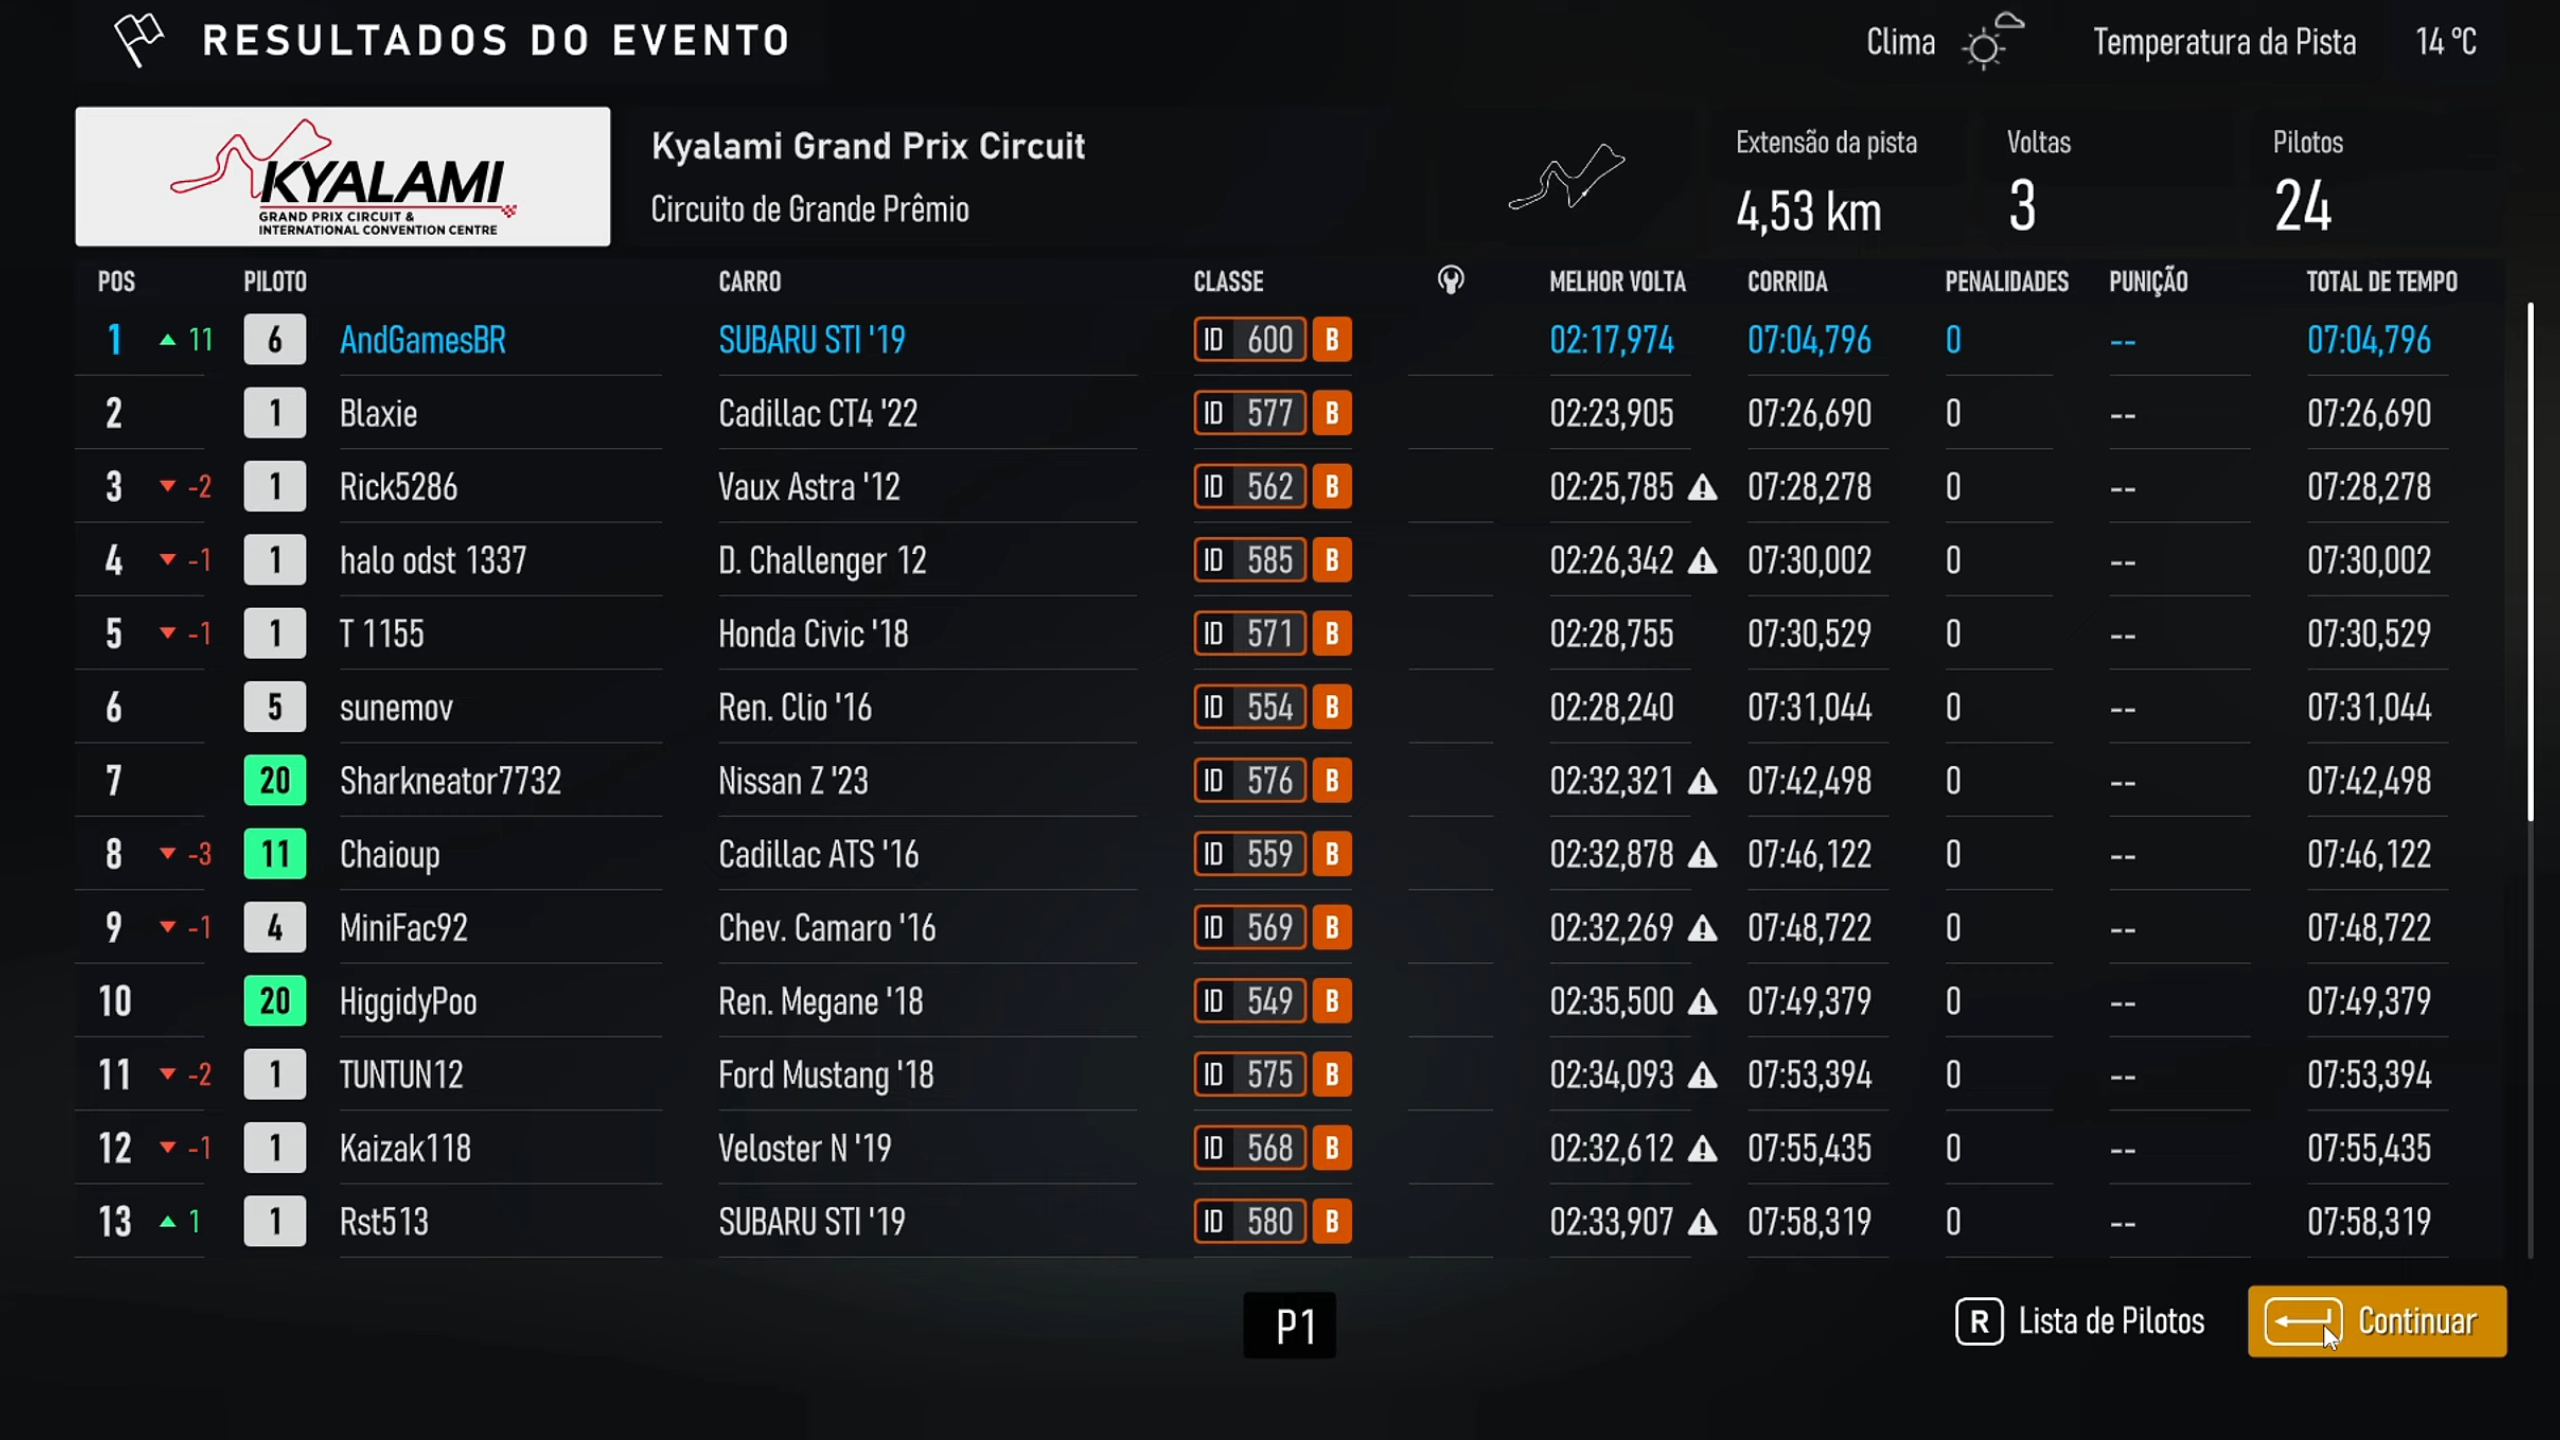 RESULTADOS DO EVENTO
Clima
Temperatura da Pista 14 °C
KYALAMI
GRAND PRIX CIRCUIT &
INTERNATIONAL CONVENTION CENTRE
Kyalami Grand Prix Circuit
Circuito de Grande Prêmio
Extensão da pista
4,53 km
Voltas
3
Pilotos
24
POS PILOTO CARRO CLASSE MELHOR VOLTA CORRIDA PENALIDADES PUNIÇÃO TOTAL DE TEMPO
1 ▲ 11 6 AndGamesBR SUBARU STI '19 ID 600 B 02:17,974 07:04,796 0 -- 07:04,796
2 1 Blaxie Cadillac CT4 '22 ID 577 B 02:23,905 07:26,690 0 -- 07:26,690
3 ▼ -2 1 Rick5286 Vaux Astra '12 ID 562 B 02:25,785 07:28,278 0 -- 07:28,278
4 ▼ -1 1 halo odst 1337 D. Challenger 12 ID 585 B 02:26,342 07:30,002 0 -- 07:30,002
5 ▼ -1 1 T 1155 Honda Civic '18 ID 571 B 02:28,755 07:30,529 0 -- 07:30,529
6 5 sunemov Ren. Clio '16 ID 554 B 02:28,240 07:31,044 0 -- 07:31,044
7 20 Sharkneator7732 Nissan Z '23 ID 576 B 02:32,321 07:42,498 0 -- 07:42,498
8 ▼ -3 11 Chaioup Cadillac ATS '16 ID 559 B 02:32,878 07:46,122 0 -- 07:46,122
9 ▼ -1 4 MiniFac92 Chev. Camaro '16 ID 569 B 02:32,269 07:48,722 0 -- 07:48,722
10 20 HiggidyPoo Ren. Megane '18 ID 549 B 02:35,500 07:49,379 0 -- 07:49,379
11 ▼ -2 1 TUNTUN12 Ford Mustang '18 ID 575 B 02:34,093 07:53,394 0 -- 07:53,394
12 ▼ -1 1 Kaizak118 Veloster N '19 ID 568 B 02:32,612 07:55,435 0 -- 07:55,435
13 ▲ 1 1 Rst513 SUBARU STI '19 ID 580 B 02:33,907 07:58,319 0 -- 07:58,319
P1
R Lista de Pilotos
Continuar